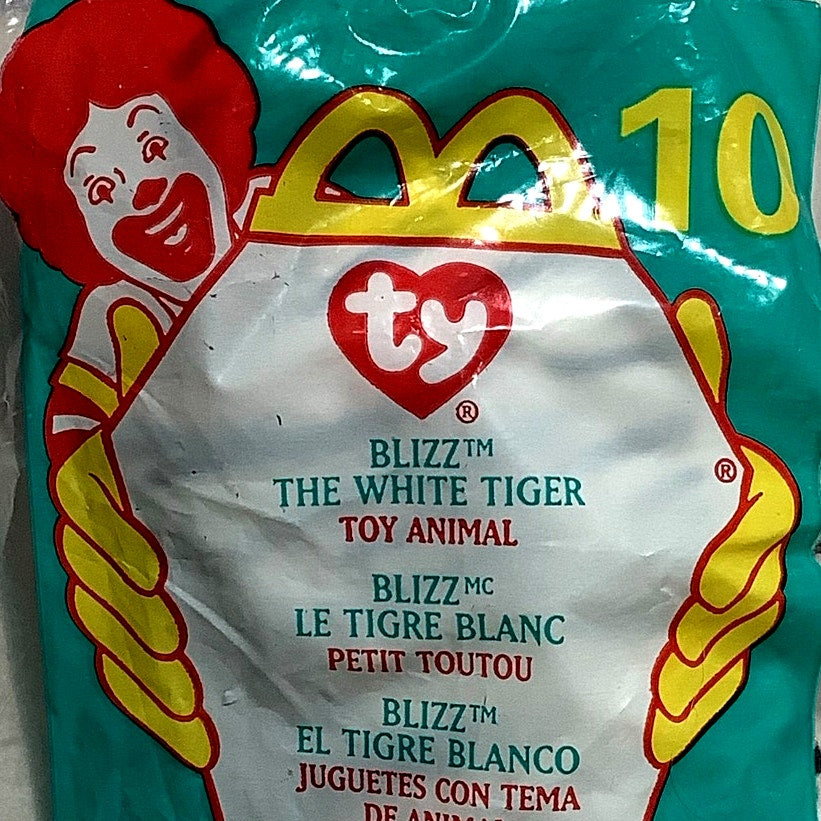 10
ty®
BLIZZ™
THE WHITE TIGER
TOY ANIMAL
®
BLIZZMC
LE TIGRE BLANC
PETIT TOUTOU
BLIZZ™
EL TIGRE BLANCO
JUGUETES CON TEMA
DE